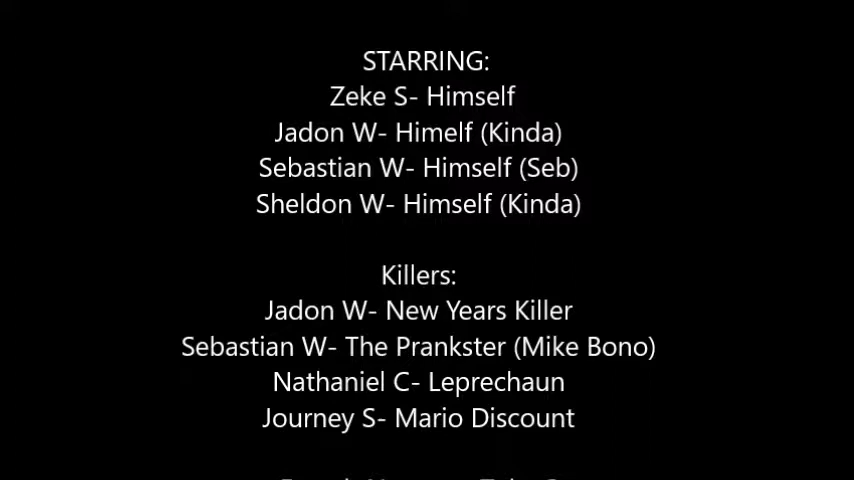 STARRING:
Zeke S- Himself
Jadon W- Himelf (Kinda)
Sebastian W- Himself (Seb)
Sheldon W- Himself (Kinda)
Killers:
Jadon W- New Years Killer
Sebastian W- The Prankster (Mike Bono)
Nathaniel C- Leprechaun
Journey S- Mario Discount